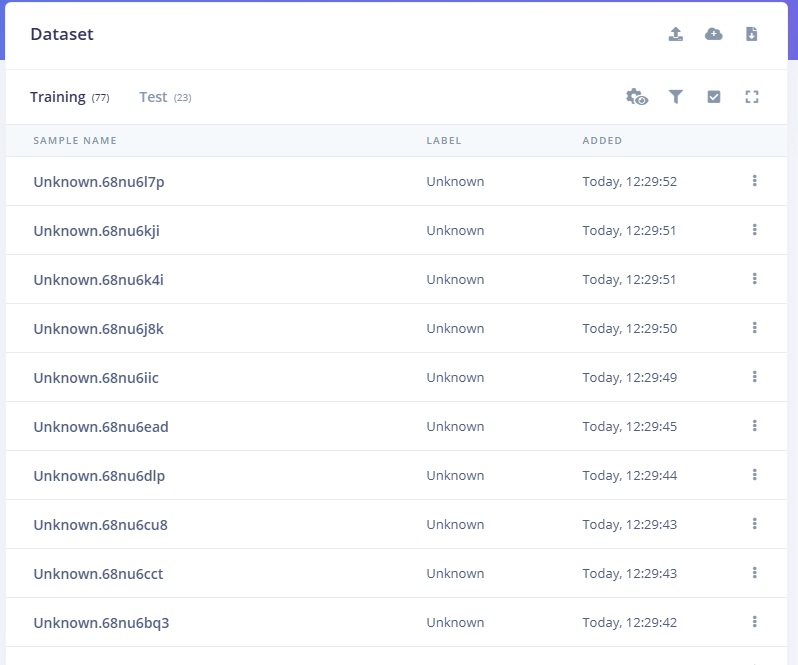 Dataset
Training (77) Test (23)
SAMPLE NAME LABEL ADDED
Unknown.68nu6l7p Unknown Today, 12:29:52
Unknown.68nu6kji Unknown Today, 12:29:51
Unknown.68nu6k4i Unknown Today, 12:29:51
Unknown.68nu6j8k Unknown Today, 12:29:50
Unknown.68nu6iic Unknown Today, 12:29:49
Unknown.68nu6ead Unknown Today, 12:29:45
Unknown.68nu6dlp Unknown Today, 12:29:44
Unknown.68nu6cu8 Unknown Today, 12:29:43
Unknown.68nu6cct Unknown Today, 12:29:43
Unknown.68nu6bq3 Unknown Today, 12:29:42